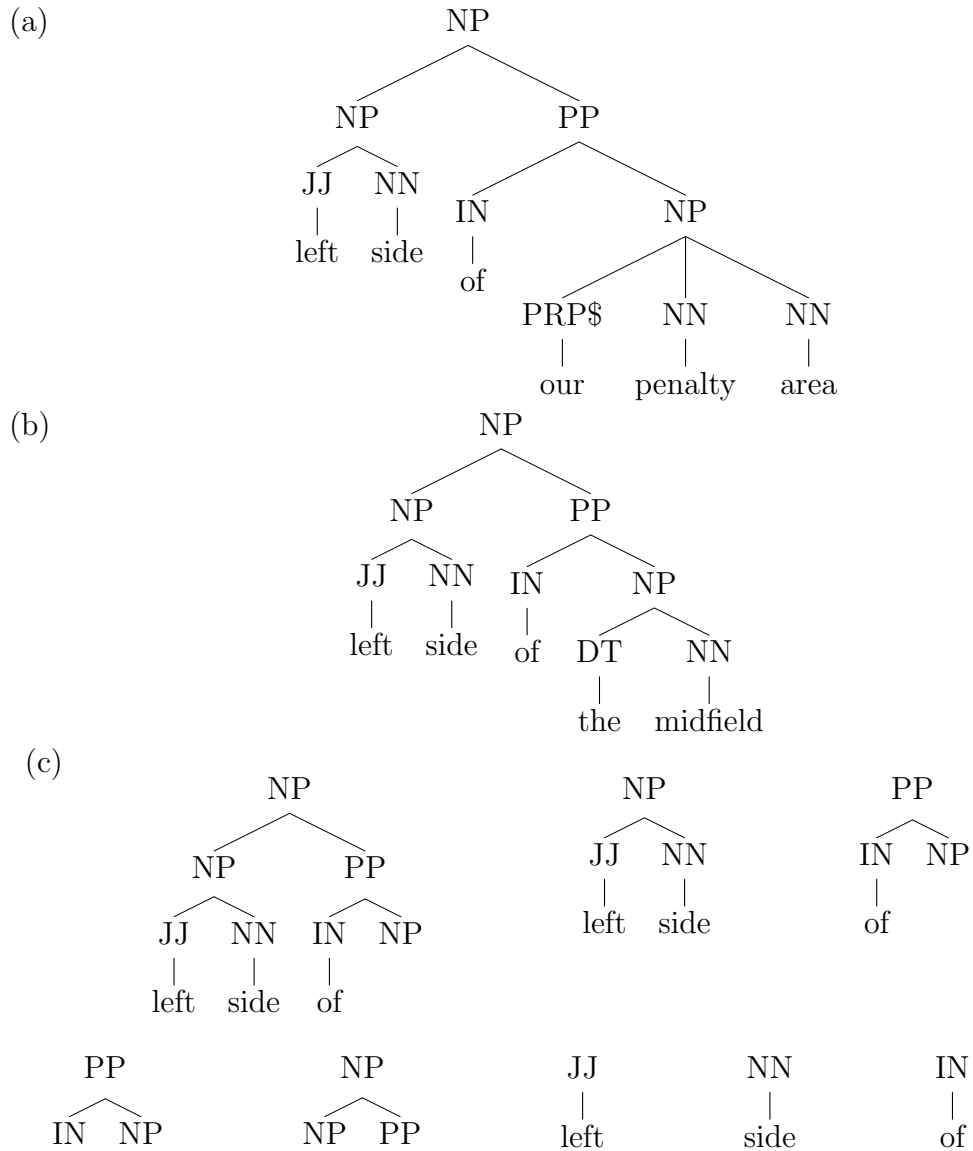 (a)
NP
NP PP
JJ NN
left side
IN NP
of
PRP$ NN NN
our penalty area
(b)
NP
NP PP
JJ NN IN NP
left side of DT NN
the midfield
(c)
NP NP PP
NP PP JJ NN IN NP
left side of
JJ NN IN NP
left side of
PP NP JJ NN IN
IN NP NP PP left side of